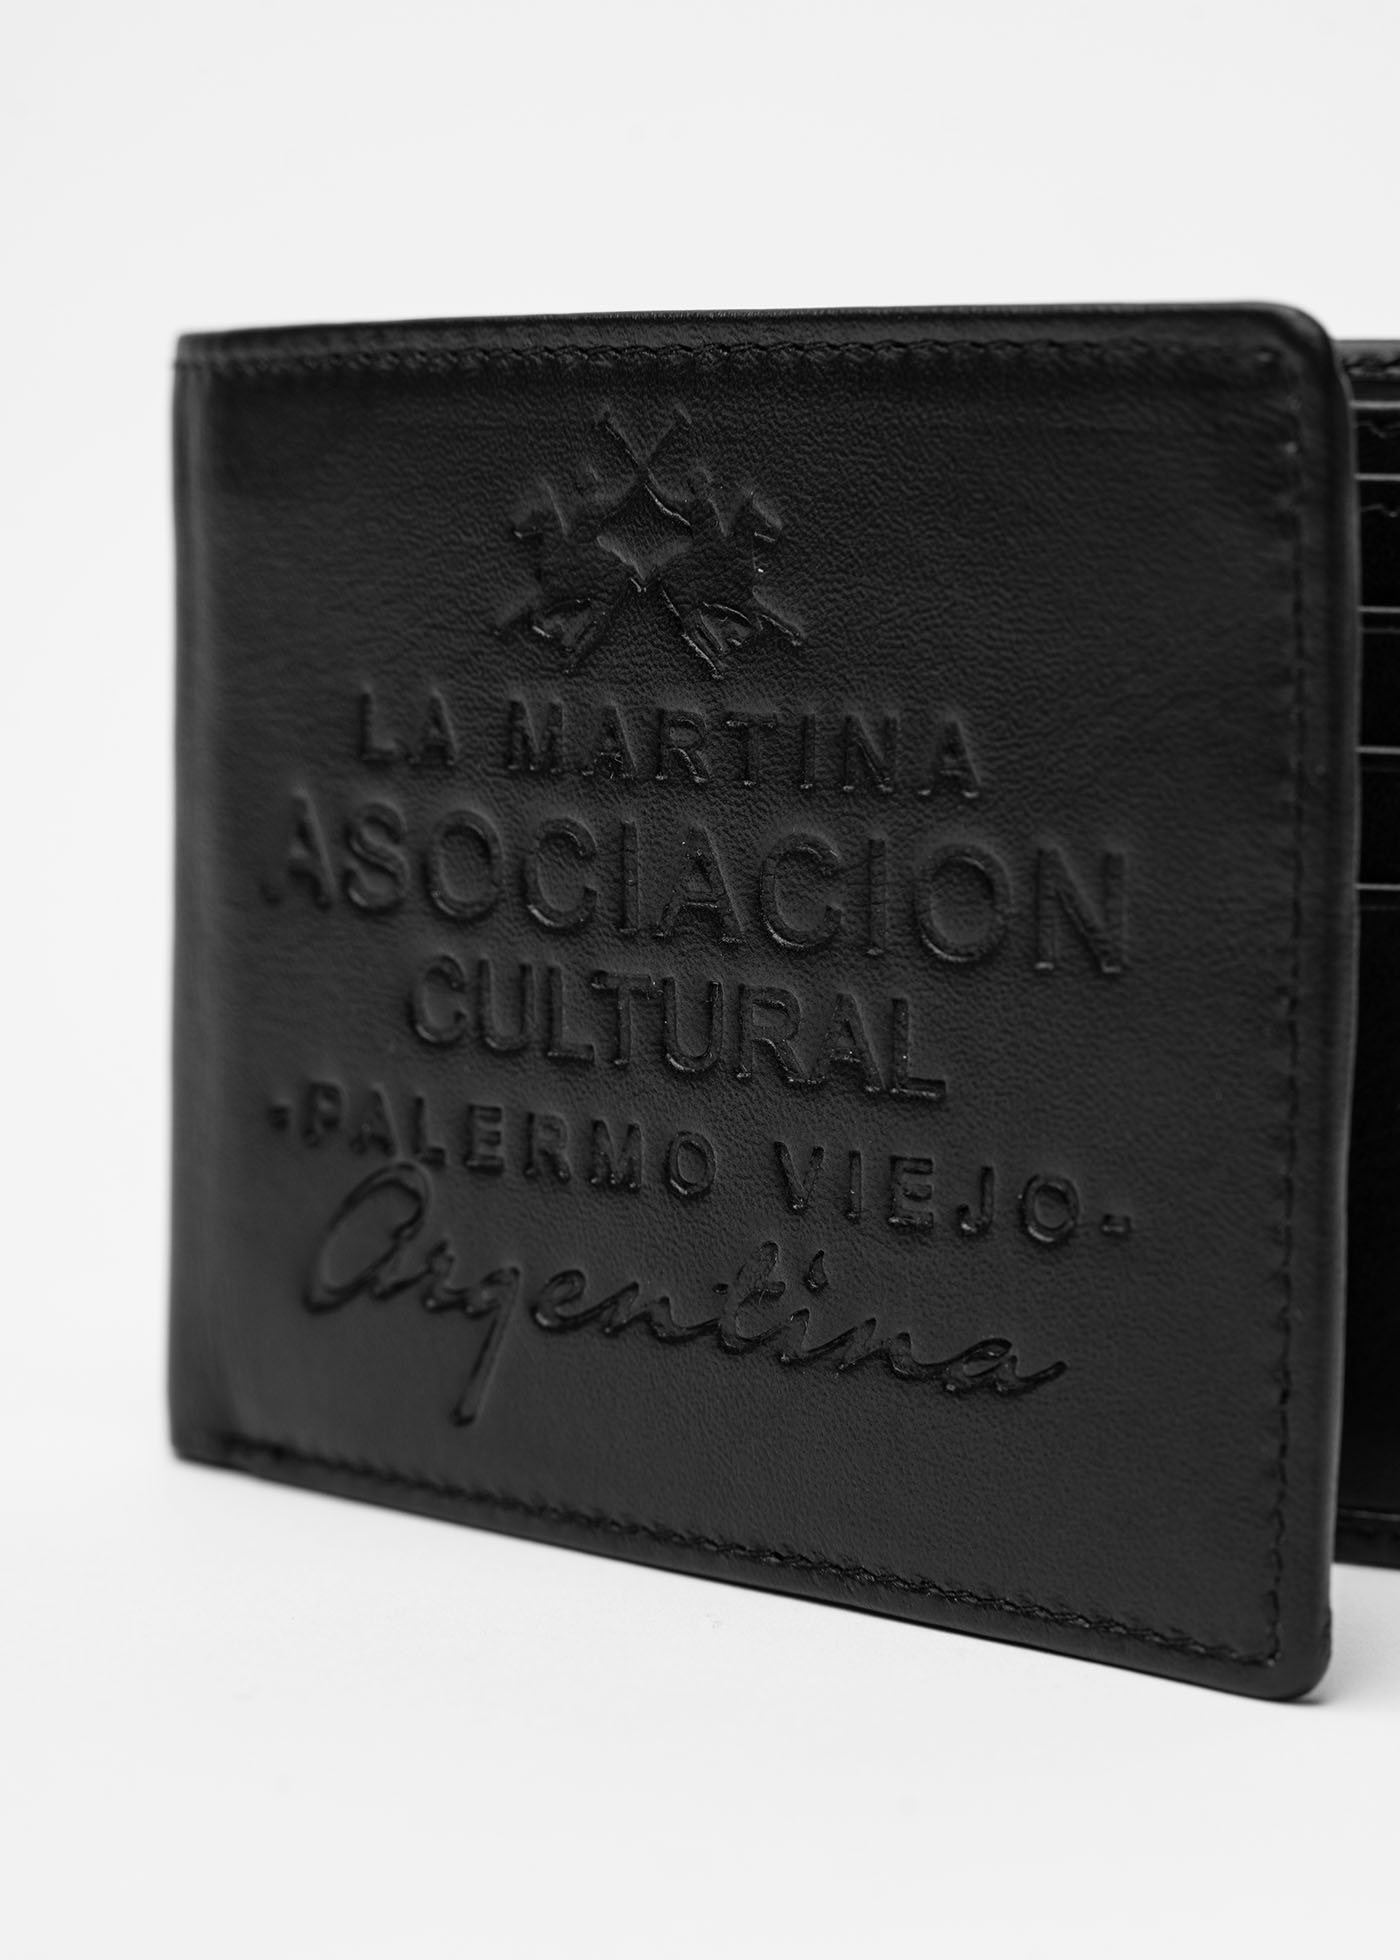 LA MARTINA
ASOCIACION
CULTURAL
-PALERMO VIEJO-
Argentina